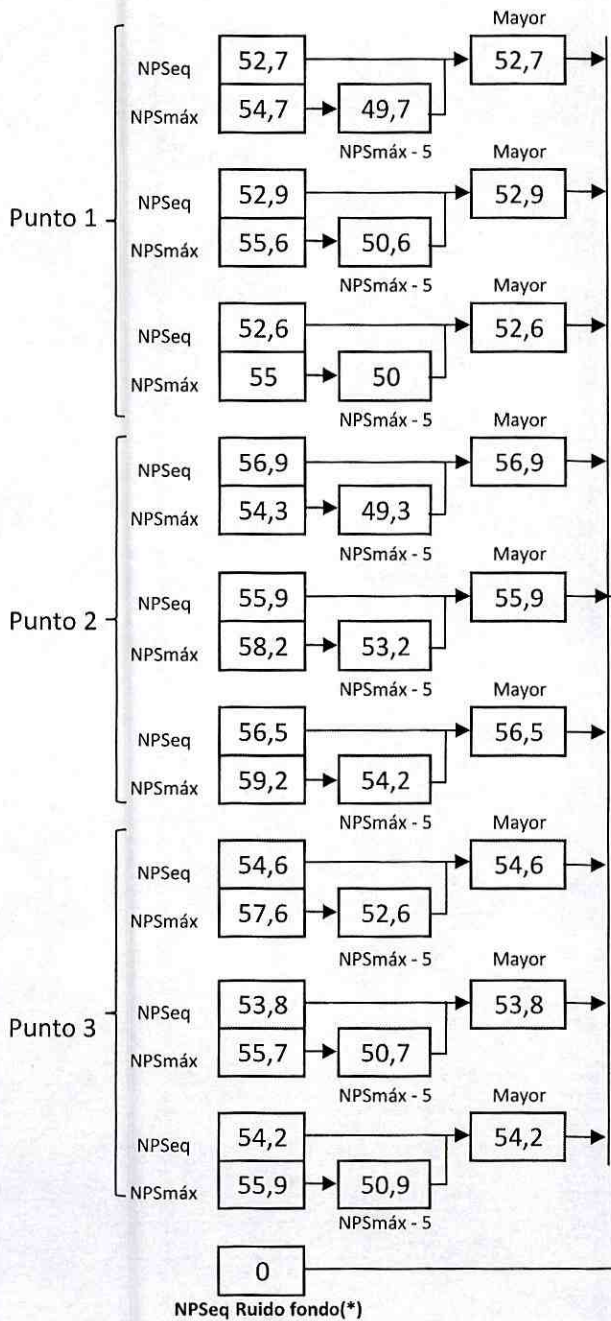 Mayor
NPSeq 52,7 52,7
NPSmáx 54,7 49,7
NPSmáx - 5
Mayor
Punto 1
NPSeq 52,9 52,9
NPSmáx 55,6 50,6
NPSmáx - 5
Mayor
NPSeq 52,6 52,6
NPSmáx 55 50
NPSmáx - 5
Mayor
NPSeq 56,9 56,9
NPSmáx 54,3 49,3
NPSmáx - 5
Mayor
Punto 2
NPSeq 55,9 55,9
NPSmáx 58,2 53,2
NPSmáx - 5
Mayor
NPSeq 56,5 56,5
NPSmáx 59,2 54,2
NPSmáx - 5
Mayor
NPSeq 54,6 54,6
NPSmáx 57,6 52,6
NPSmáx - 5
Mayor
Punto 3
NPSeq 53,8 53,8
NPSmáx 55,7 50,7
NPSmáx - 5
Mayor
NPSeq 54,2 54,2
NPSmáx 55,9 50,9
NPSmáx - 5
0
NPSeq Ruido fondo(*)